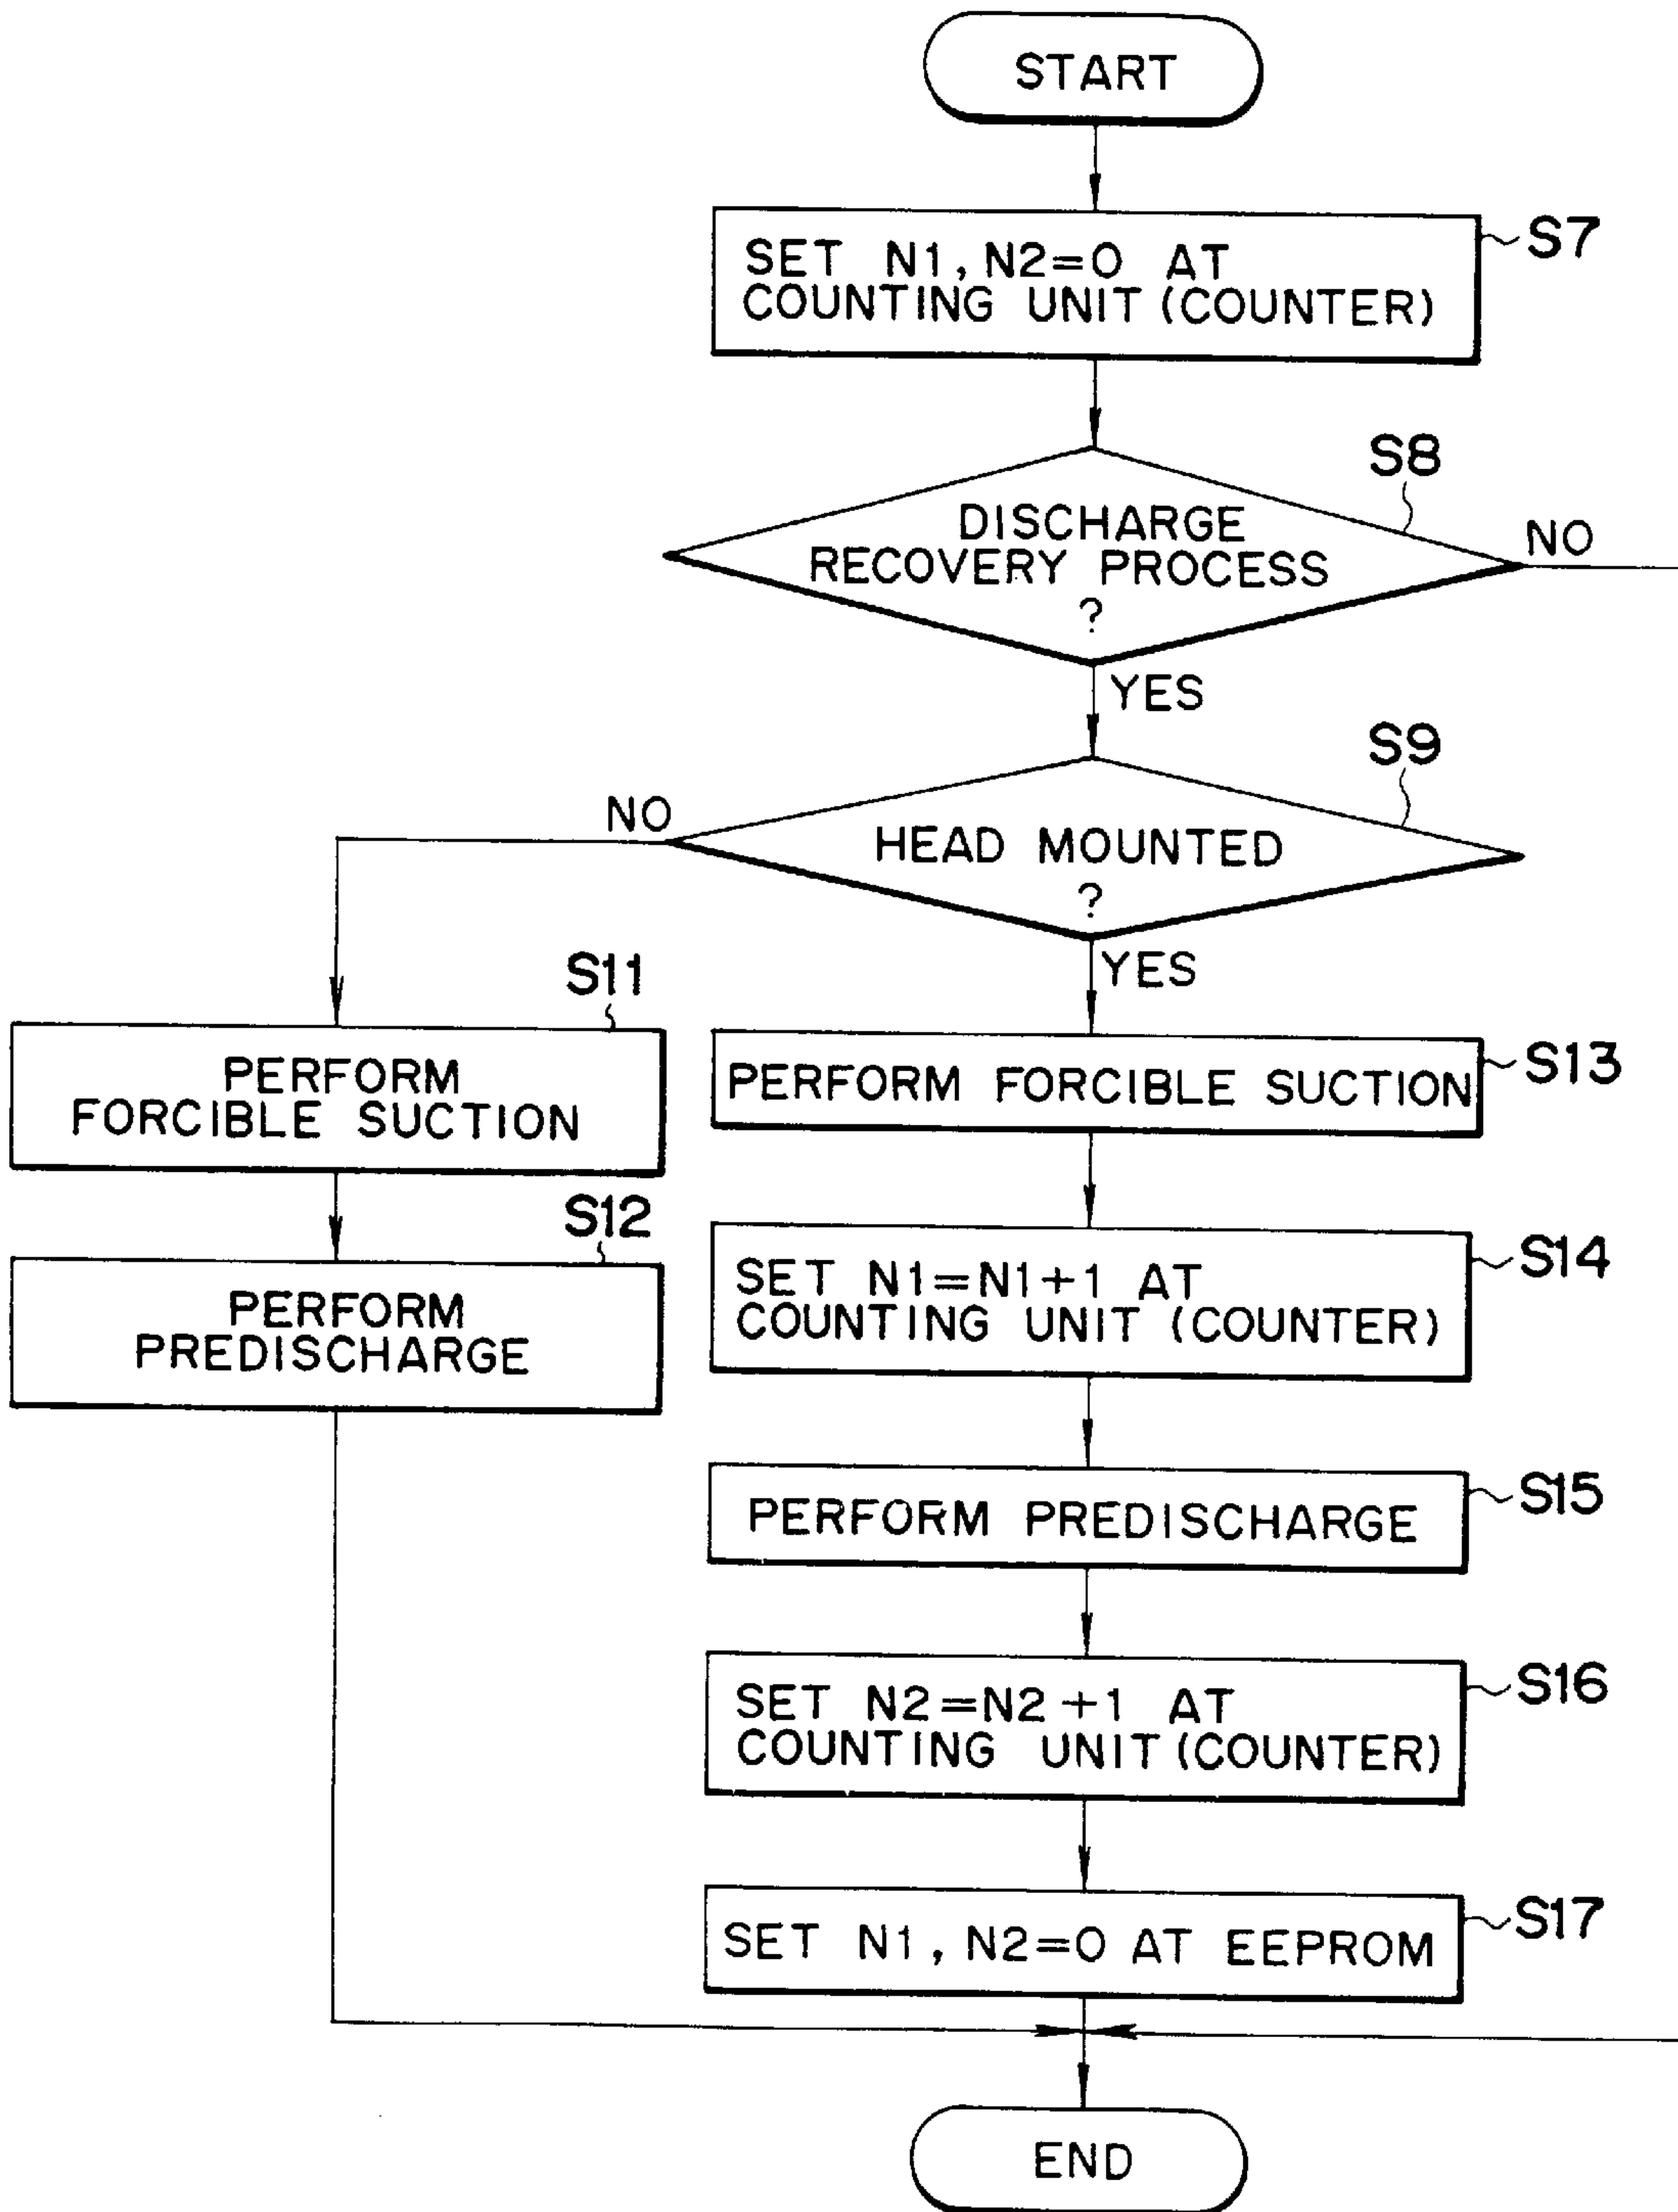 START
SET N1, N2=0 AT
COUNTING UNIT (COUNTER)
S7
S8
DISCHARGE
RECOVERY PROCESS
?
NO
YES
S9
NO
HEAD MOUNTED
?
YES
S11
PERFORM
FORCIBLE SUCTION
S12
PERFORM
PREDISCHARGE
PERFORM FORCIBLE SUCTION
S13
SET N1=N1+1 AT
COUNTING UNIT (COUNTER)
S14
PERFORM PREDISCHARGE
S15
SET N2=N2+1 AT
COUNTING UNIT (COUNTER)
S16
SET N1, N2=0 AT EEPROM
S17
END